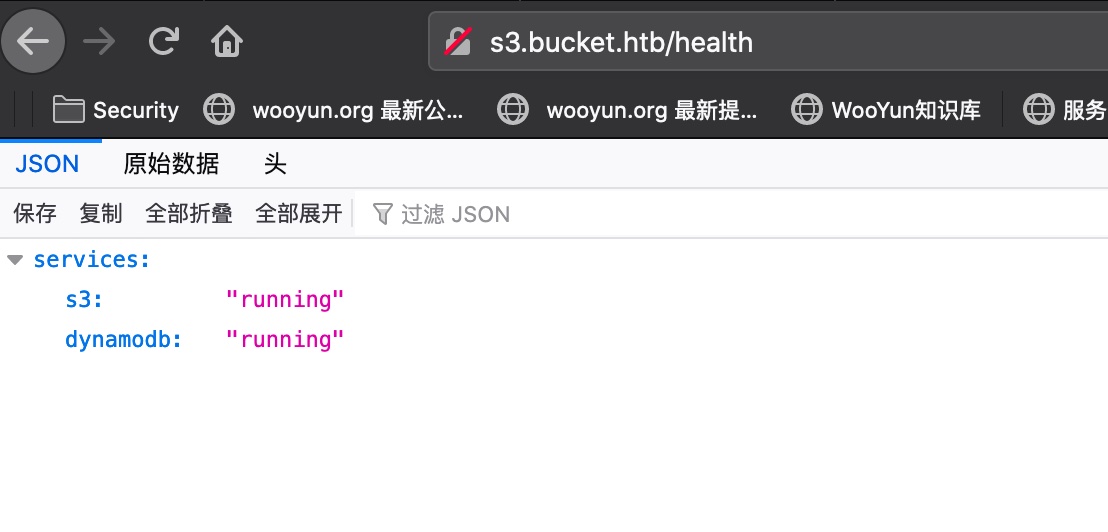 s3.bucket.htb/health
Security wooyun.org 最新公... wooyun.org 最新提... WooYun知识库 服务
JSON 原始数据 头
保存 复制 全部折叠 全部展开 过滤 JSON
services:
s3: "running"
dynamodb: "running"